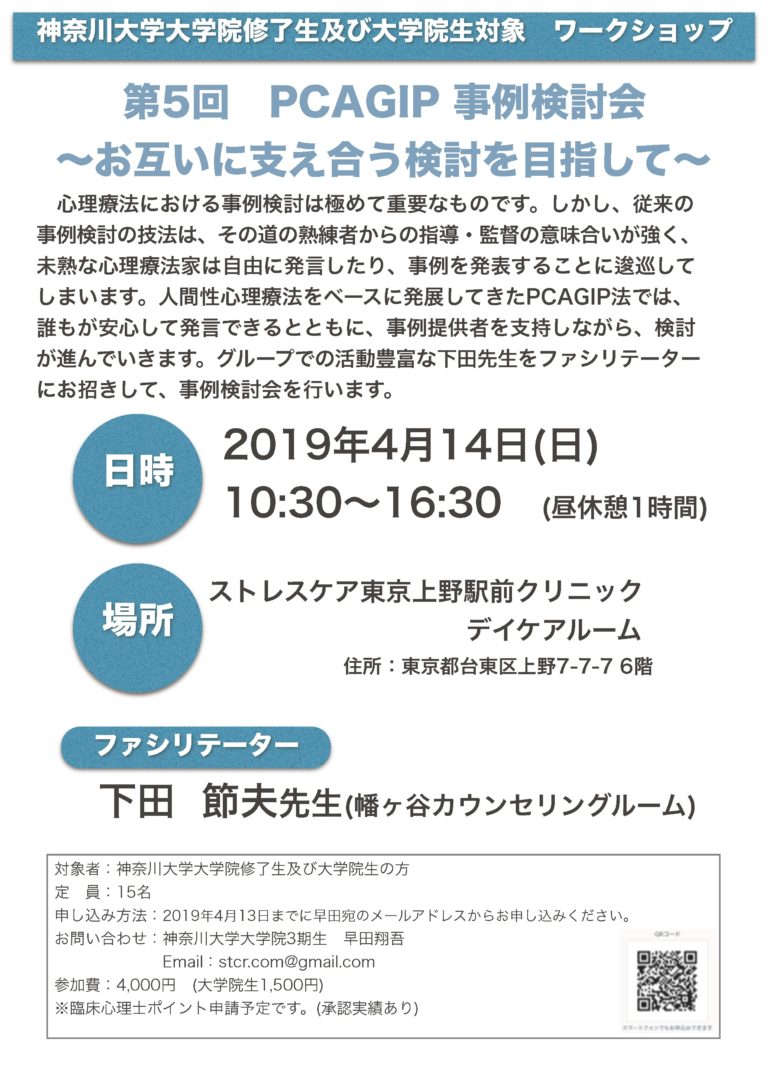 神奈川大学大学院修了生及び大学院生対象　ワークショップ
第5回　PCAGIP 事例検討会
〜お互いに支え合う検討を目指して〜
心理療法における事例検討は極めて重要なものです。しかし、従来の
事例検討の技法は、その道の熟練者からの指導・監督の意味合いが強く、
未熟な心理療法家は自由に発言したり、事例を発表することに逡巡して
しまいます。人間性心理療法をベースに発展してきたPCAGIP法では、
誰もが安心して発言できるとともに、事例提供者を支持しながら、検討
が進んでいきます。グループでの活動豊富な下田先生をファシリテーター
にお招きして、事例検討会を行います。
日時
2019年4月14日(日)
10:30〜16:30　(昼休憩1時間)
場所
ストレスケア東京上野駅前クリニック
デイケアルーム
住所：東京都台東区上野7-7-7 6階
ファシリテーター
下田　節夫先生(幡ヶ谷カウンセリングルーム)
対象者：神奈川大学大学院修了生及び大学院生の方
定　員：15名
申し込み方法：2019年4月13日までに早田宛のメールアドレスからお申し込みください。
お問い合わせ：神奈川大学大学院3期生　早田翔吾
Email：stcr.com@gmail.com
参加費：4,000円　(大学院生1,500円)
※臨床心理士ポイント申請予定です。(承認実績あり)
QRコード
スマートフォンでもお申込みできます